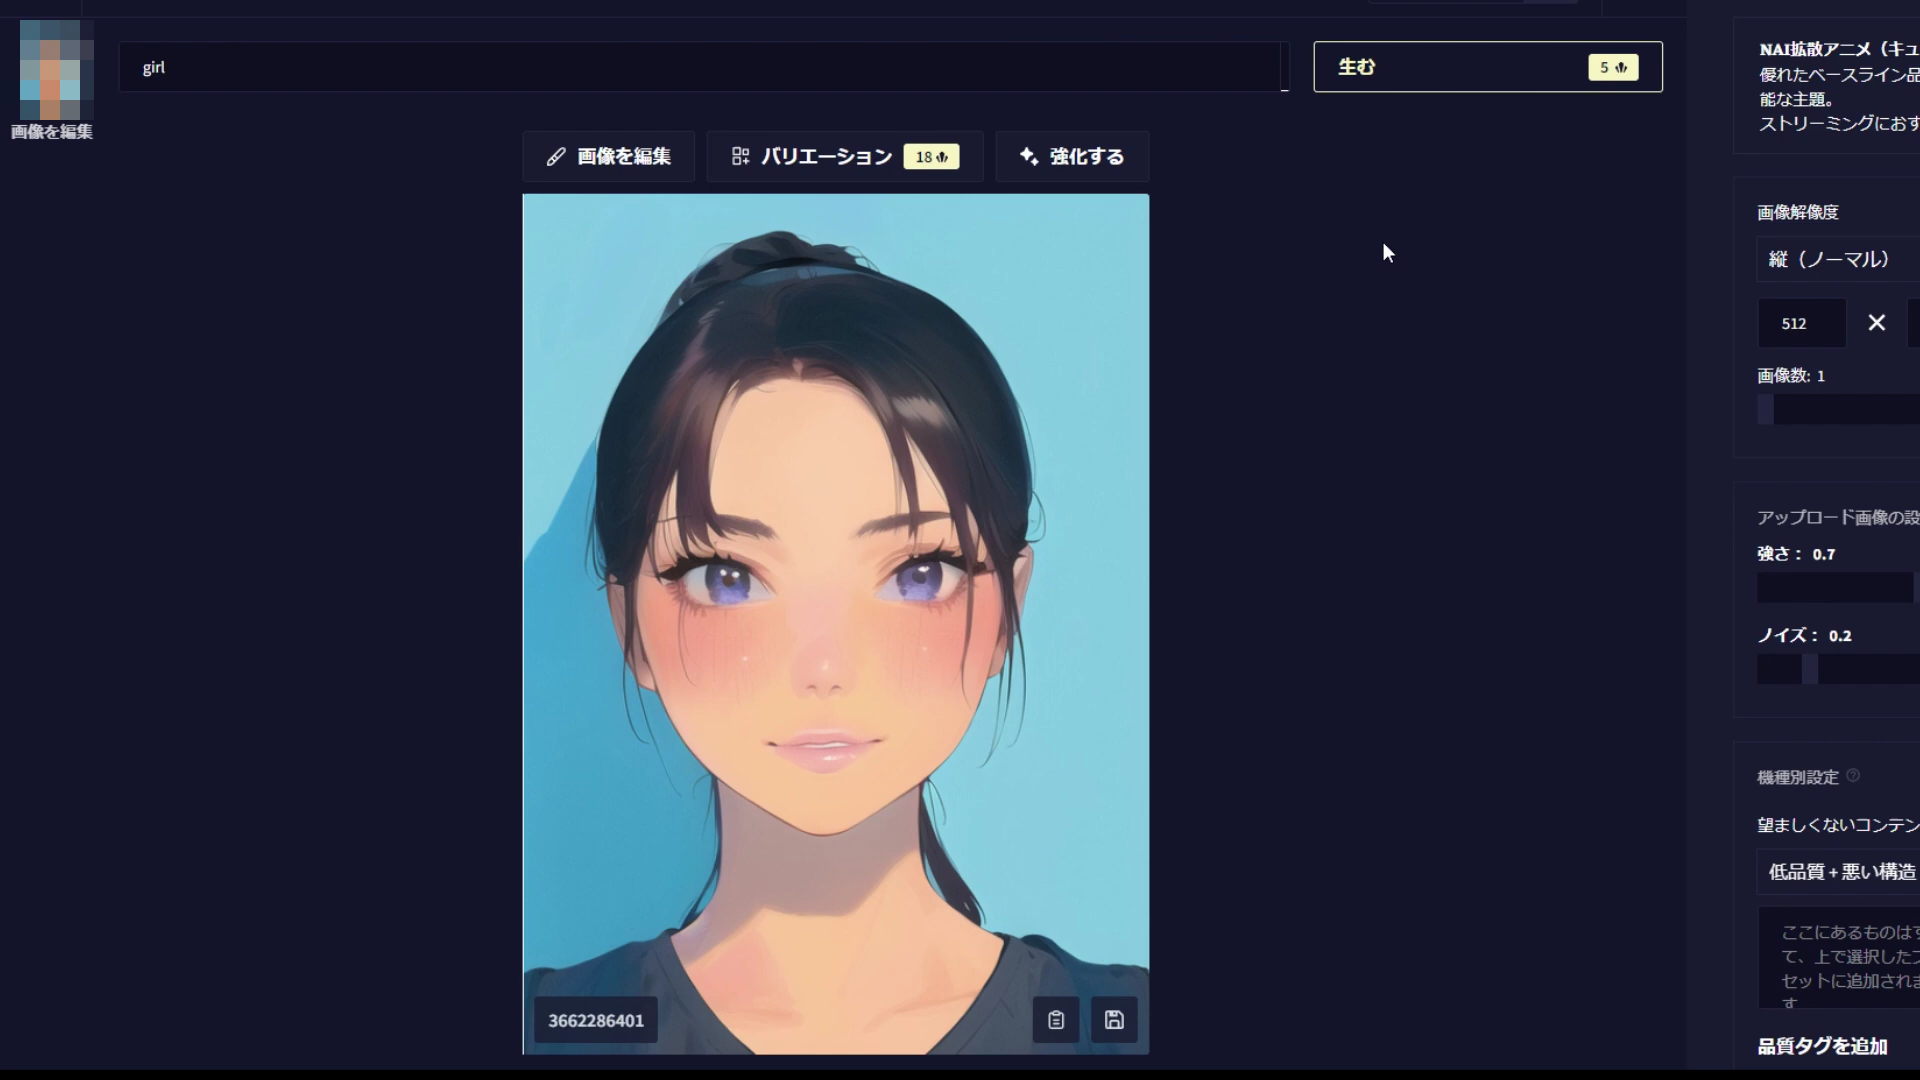 girl
生む
5
画像を編集
画像を編集
バリエーション
18
強化する
3662286401
NAI拡散アニメ（キュ
優れたベースライン品
能な主題。
ストリーミングにおす
画像解像度
縦（ノーマル）
512
画像数: 1
アップロード画像の設
強さ： 0.7
ノイズ： 0.2
機種別設定
望ましくないコンテン
低品質 + 悪い構造
ここにあるものはす
て、上で選択したプ
セットに追加されま
す
品質タグを追加